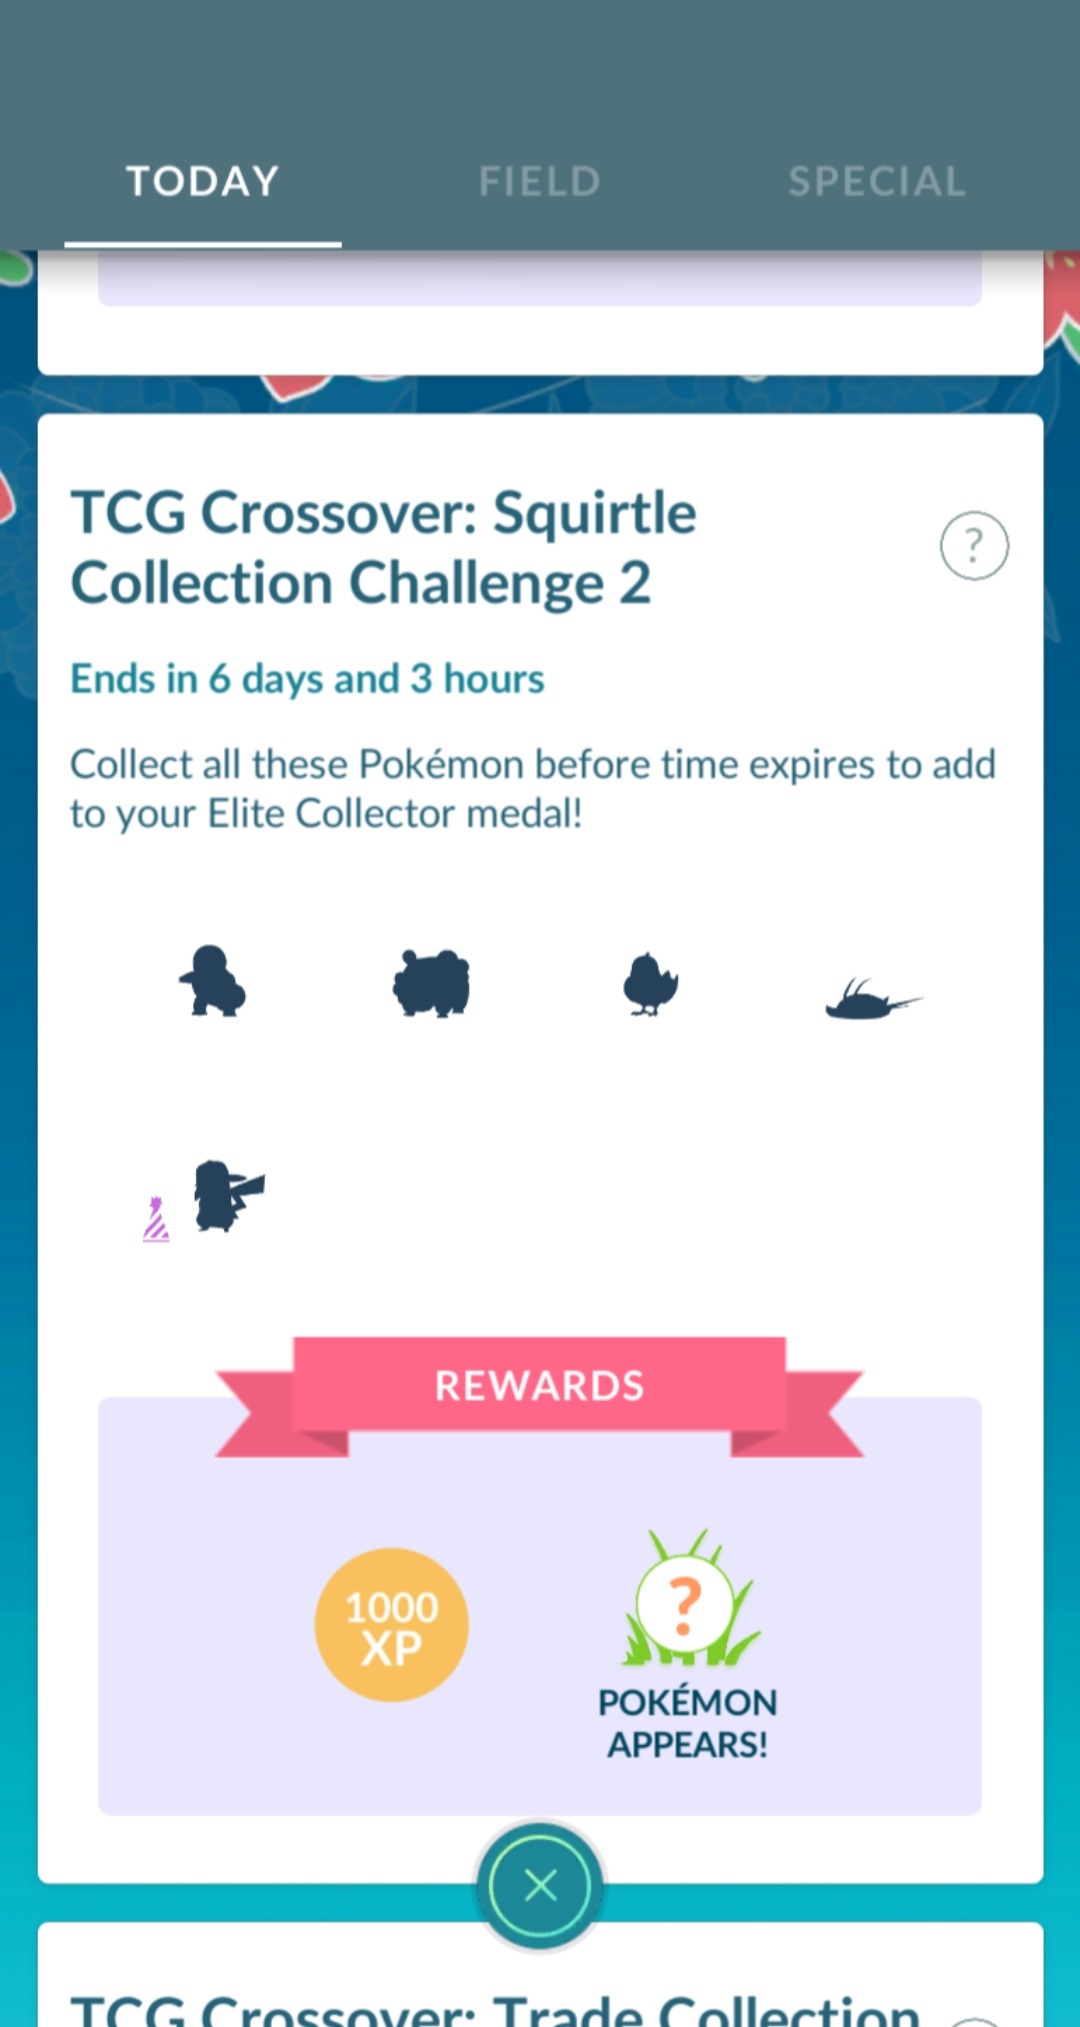 TODAY
FIELD
SPECIAL
TCG Crossover: Squirtle
Collection Challenge 2
?
Ends in 6 days and 3 hours
Collect all these Pokémon before time expires to add
to your Elite Collector medal!
REWARDS
1000
XP
?
POKÉMON
APPEARS!
TCG Crossover: Trade Collection